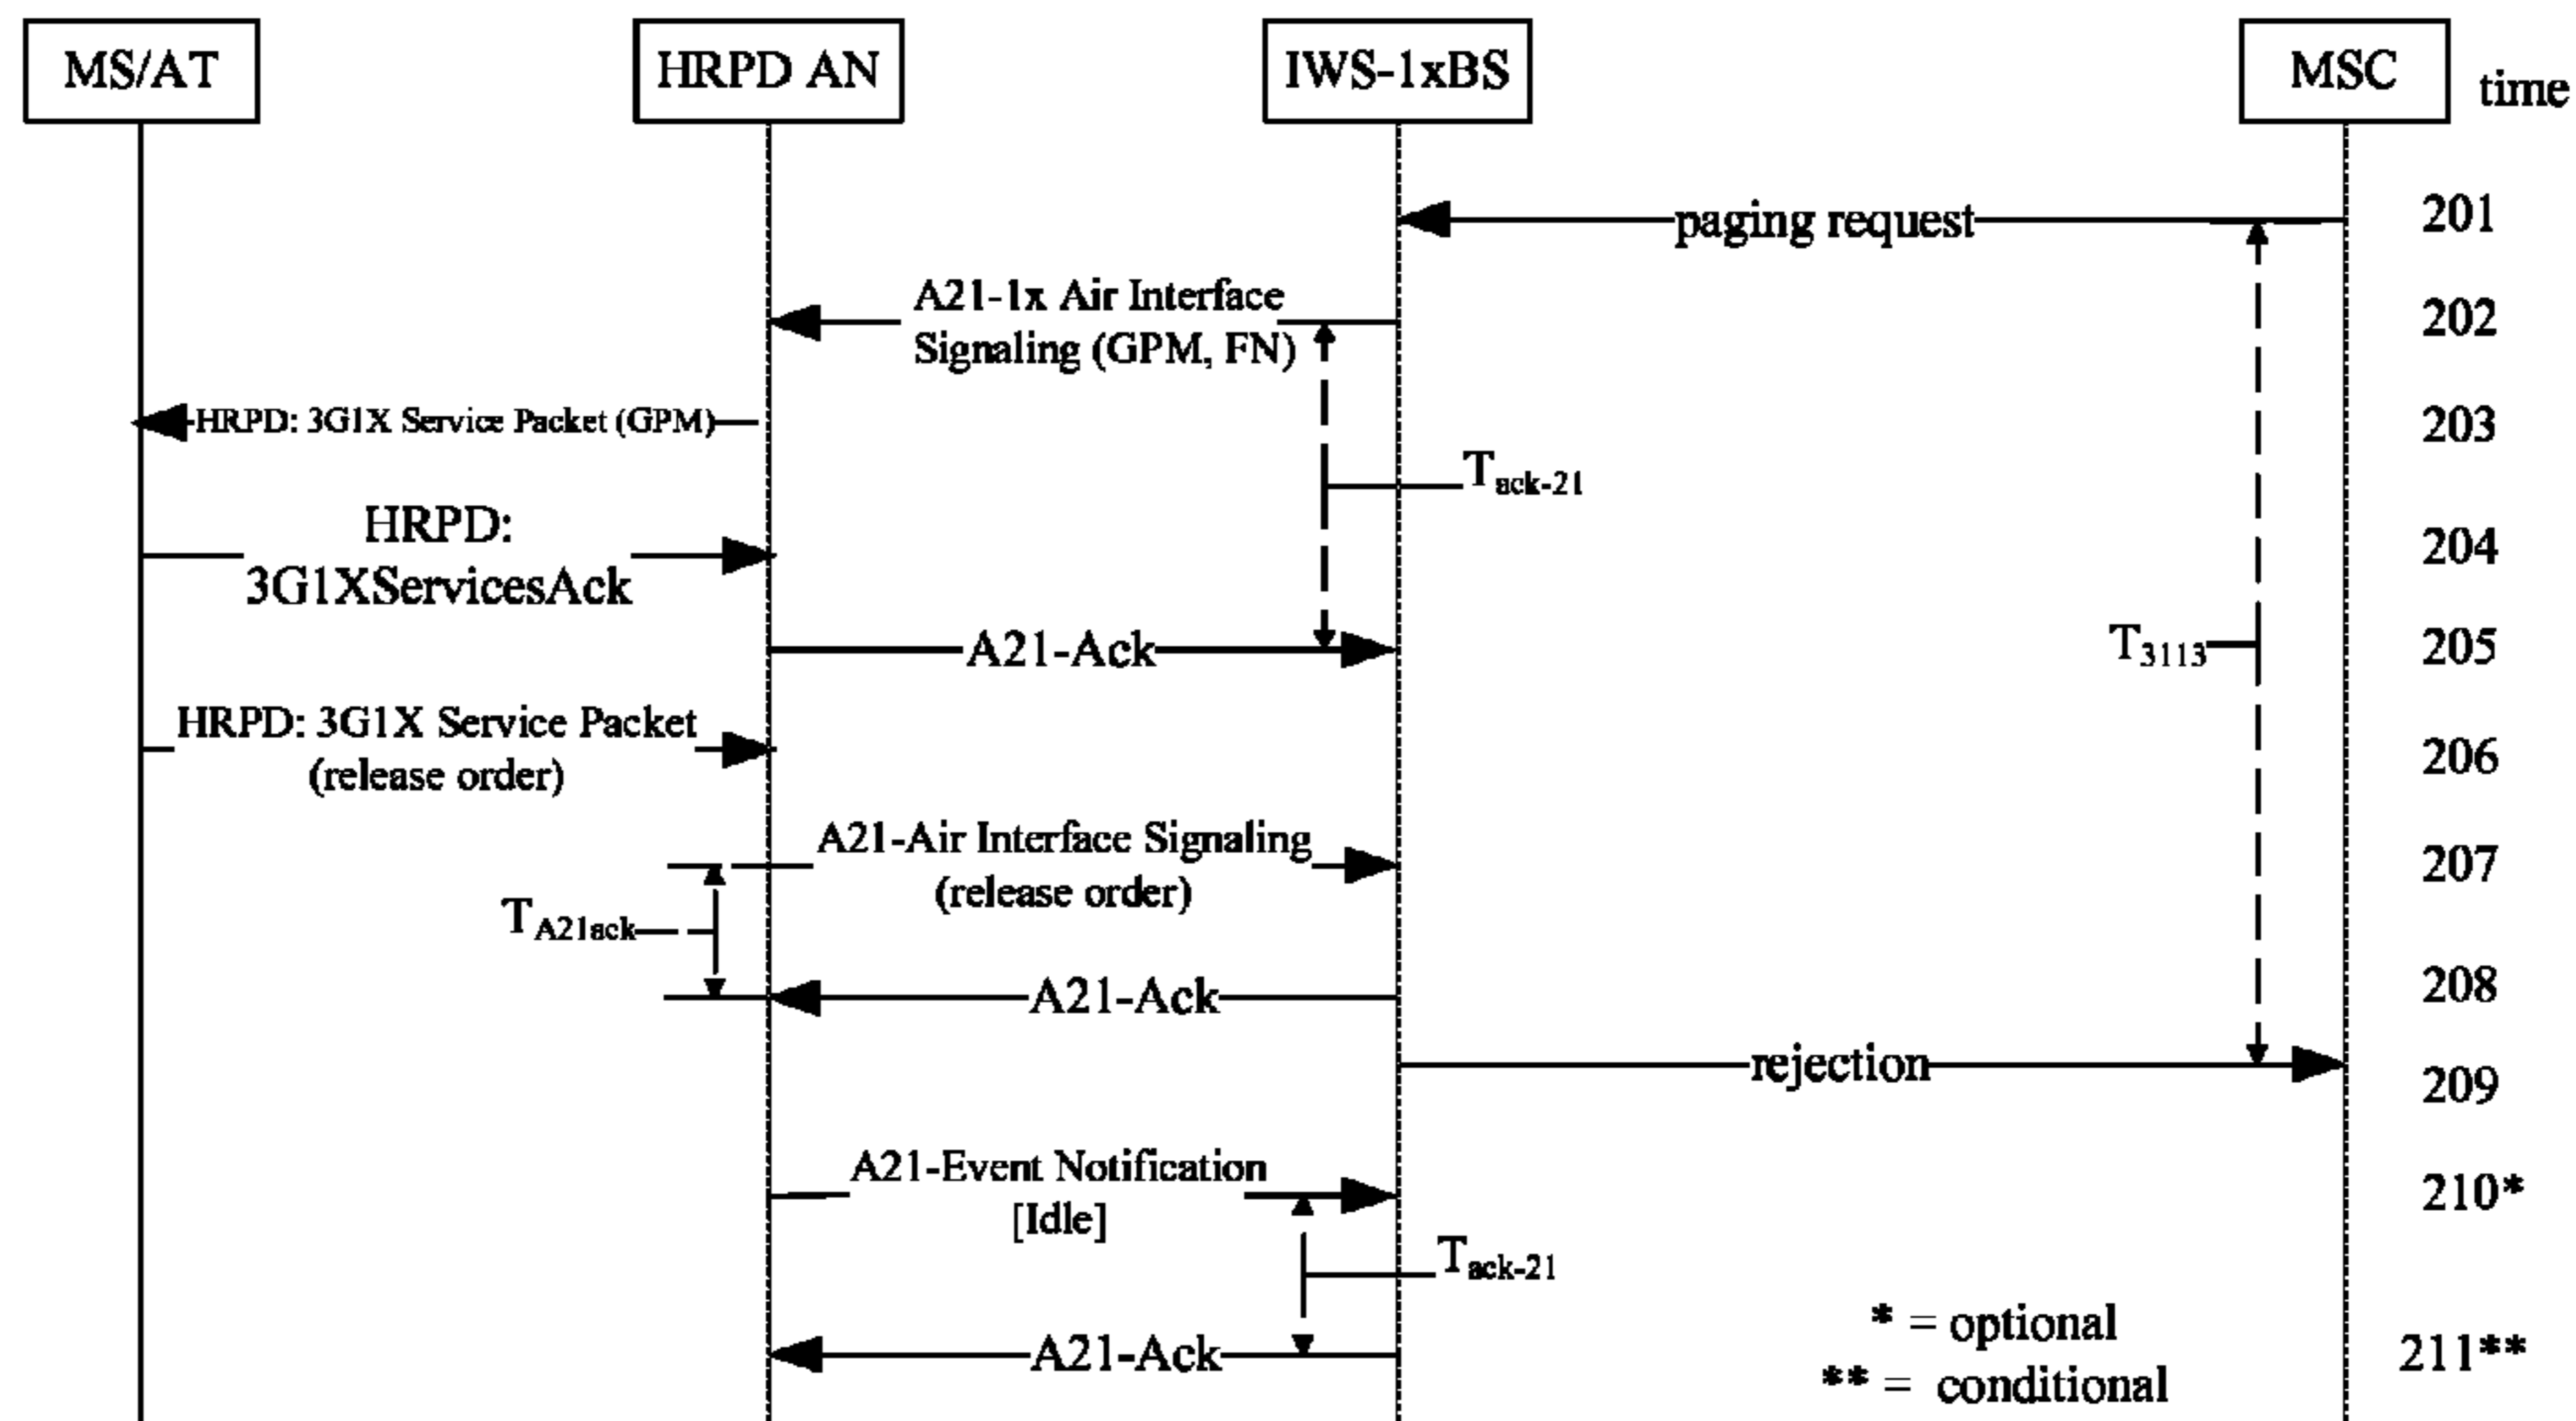 MS/AT
HRPD AN
IWS-1xBS
MSC
time
paging request
201
A21-1x Air Interface
Signaling (GPM, FN)
202
HRPD: 3G1X Service Packet (GPM)
203
Tack-21
HRPD:
3G1XServicesAck
204
A21-Ack
T3113
205
HRPD: 3G1X Service Packet
(release order)
206
A21-Air Interface Signaling
(release order)
207
TA21ack
A21-Ack
208
rejection
209
A21-Event Notification
[Idle]
210*
Tack-21
A21-Ack
211**
* = optional
** = conditional